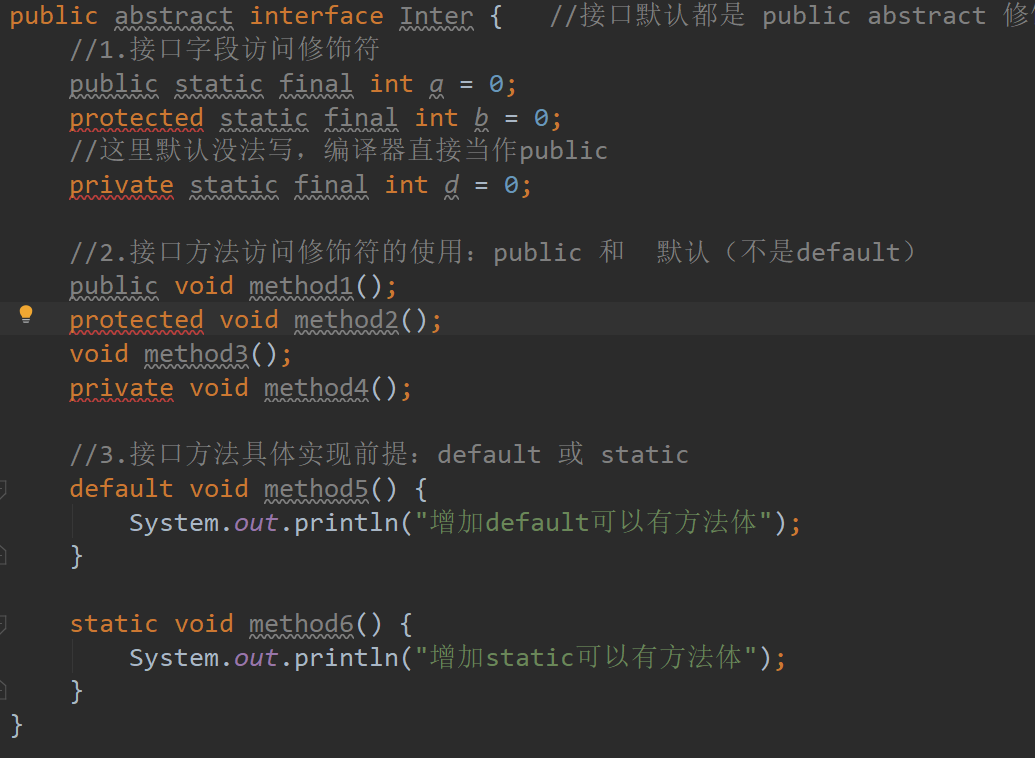 public abstract interface Inter {   //接口默认都是 public abstract
//1.接口字段访问修饰符
public static final int a = 0;
protected static final int b = 0;
//这里默认没法写，编译器直接当作public
private static final int d = 0;
//2.接口方法访问修饰符的使用：public 和  默认（不是default）
public void method1();
protected void method2();
void method3();
private void method4();
//3.接口方法具体实现前提：default 或 static
default void method5() {
System.out.println("增加default可以有方法体");
}
static void method6() {
System.out.println("增加static可以有方法体");
}
}